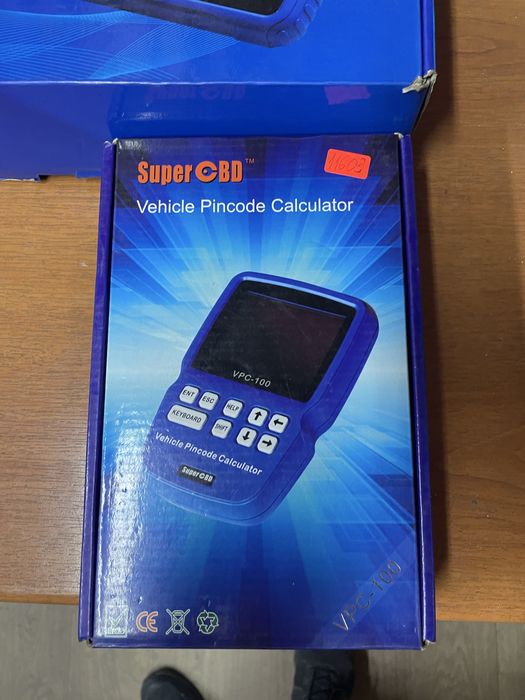 Super OBD™
11603
Vehicle Pincode Calculator
VPC-100
ENT ESC HELP
KEYBOARD SHIFT
Vehicle Pincode Calculator
Super OBD
VPC-100
CE